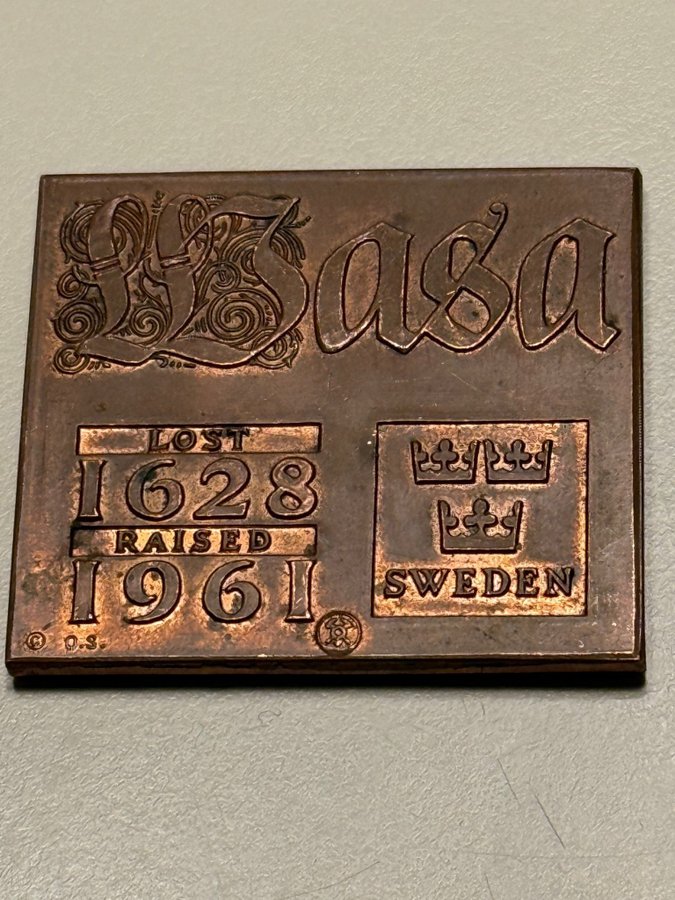 Wasa
LOST
1628
RAISED
1961
SWEDEN
© O.S.